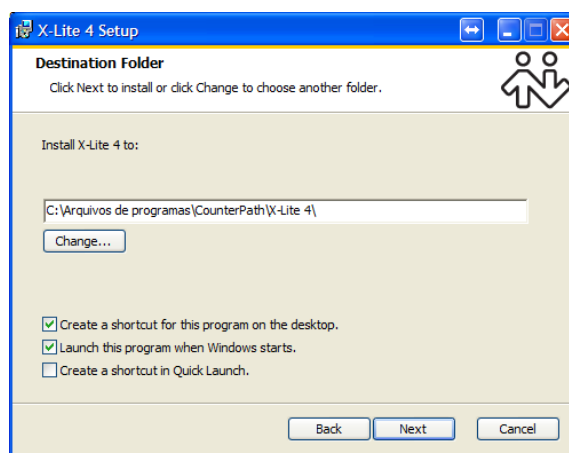 X-Lite 4 Setup
Destination Folder
Click Next to install or click Change to choose another folder.
Install X-Lite 4 to:
C:\Arquivos de programas\CounterPath\X-Lite 4\
Change...
Create a shortcut for this program on the desktop.
Launch this program when Windows starts.
Create a shortcut in Quick Launch.
Back Next Cancel